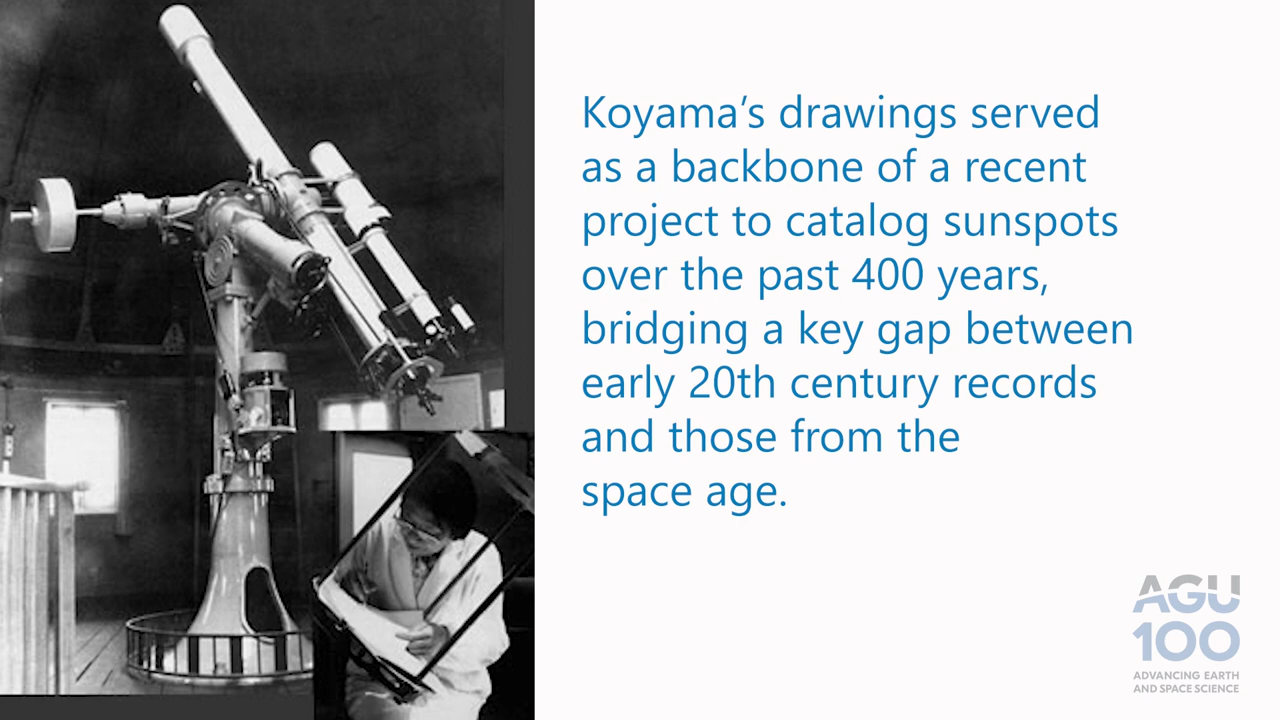 Koyama’s drawings served
as a backbone of a recent
project to catalog sunspots
over the past 400 years,
bridging a key gap between
early 20th century records
and those from the
space age.
AGU
100
ADVANCING EARTH
AND SPACE SCIENCE